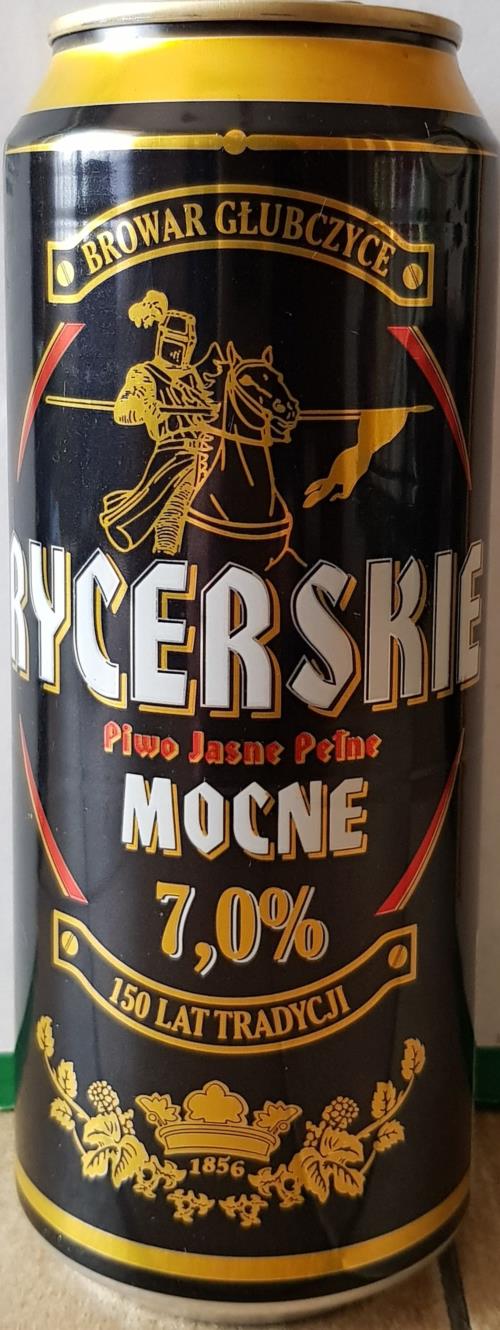 BROWAR GŁUBCZYCE
RYCERSKIE
Piwo Jasne Pełne
MOCNE
7,0%
150 LAT TRADYCJI
1856